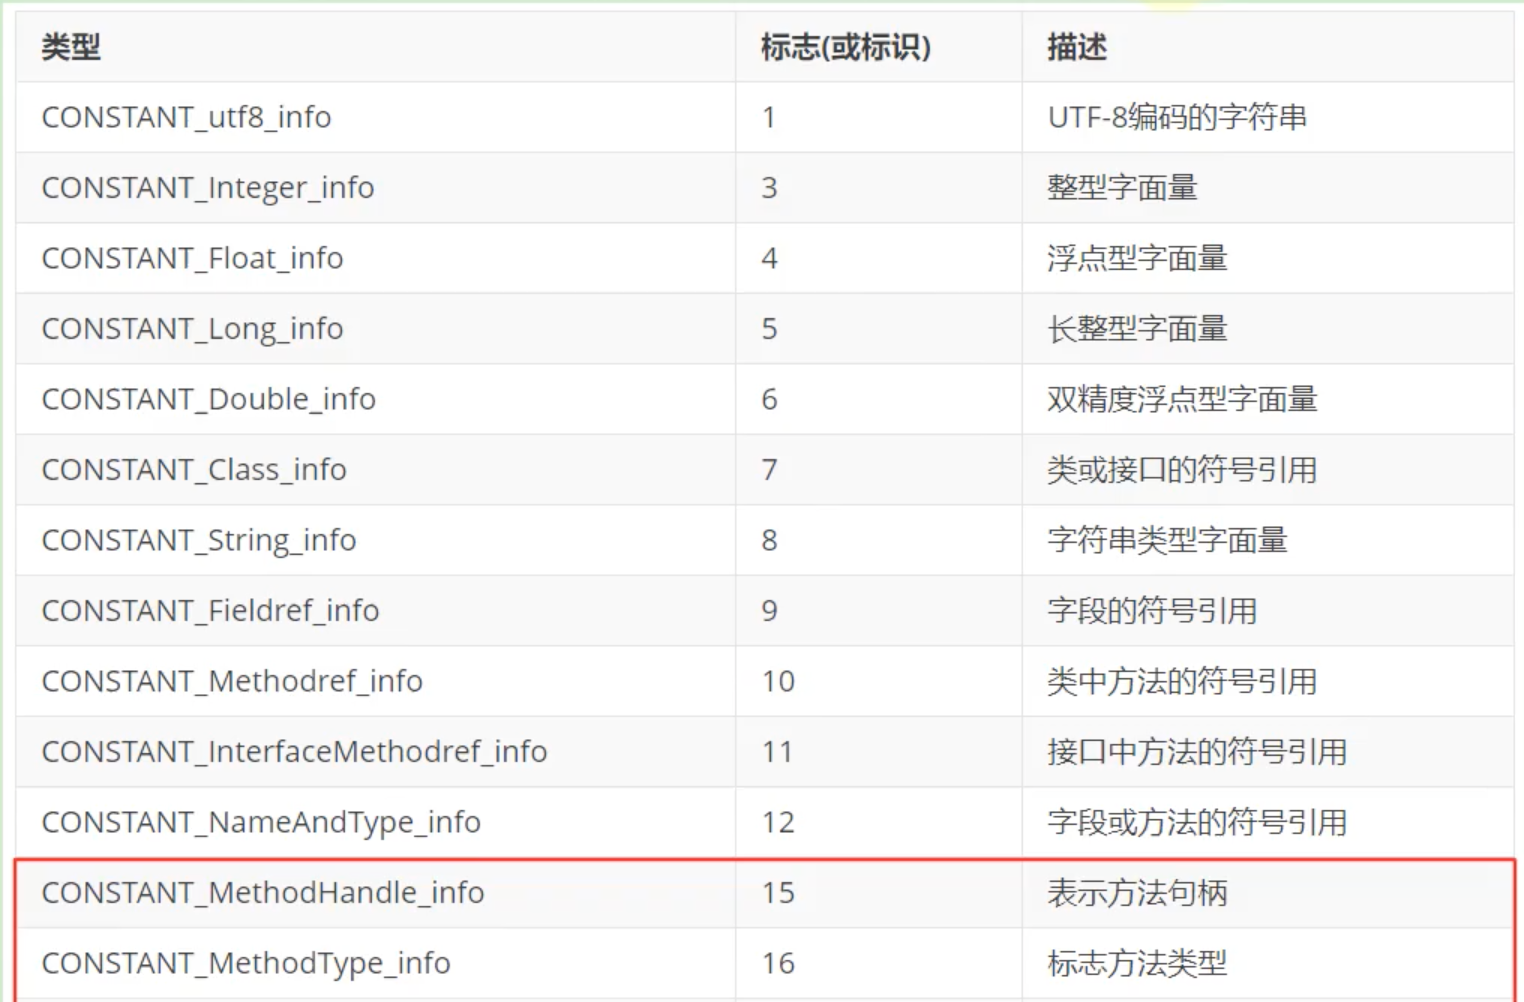 类型 标志(或标识) 描述
CONSTANT_utf8_info 1 UTF-8编码的字符串
CONSTANT_Integer_info 3 整型字面量
CONSTANT_Float_info 4 浮点型字面量
CONSTANT_Long_info 5 长整型字面量
CONSTANT_Double_info 6 双精度浮点型字面量
CONSTANT_Class_info 7 类或接口的符号引用
CONSTANT_String_info 8 字符串类型字面量
CONSTANT_Fieldref_info 9 字段的符号引用
CONSTANT_Methodref_info 10 类中方法的符号引用
CONSTANT_InterfaceMethodref_info 11 接口中方法的符号引用
CONSTANT_NameAndType_info 12 字段或方法的符号引用
CONSTANT_MethodHandle_info 15 表示方法句柄
CONSTANT_MethodType_info 16 标志方法类型